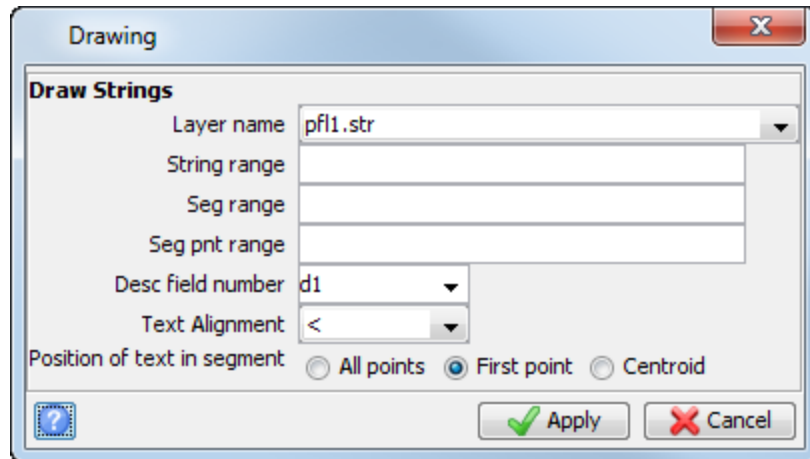 Drawing
Draw Strings
Layer name pfl1.str
String range
Seg range
Seg pnt range
Desc field number d1
Text Alignment <
Position of text in segment All points First point Centroid
? Apply Cancel